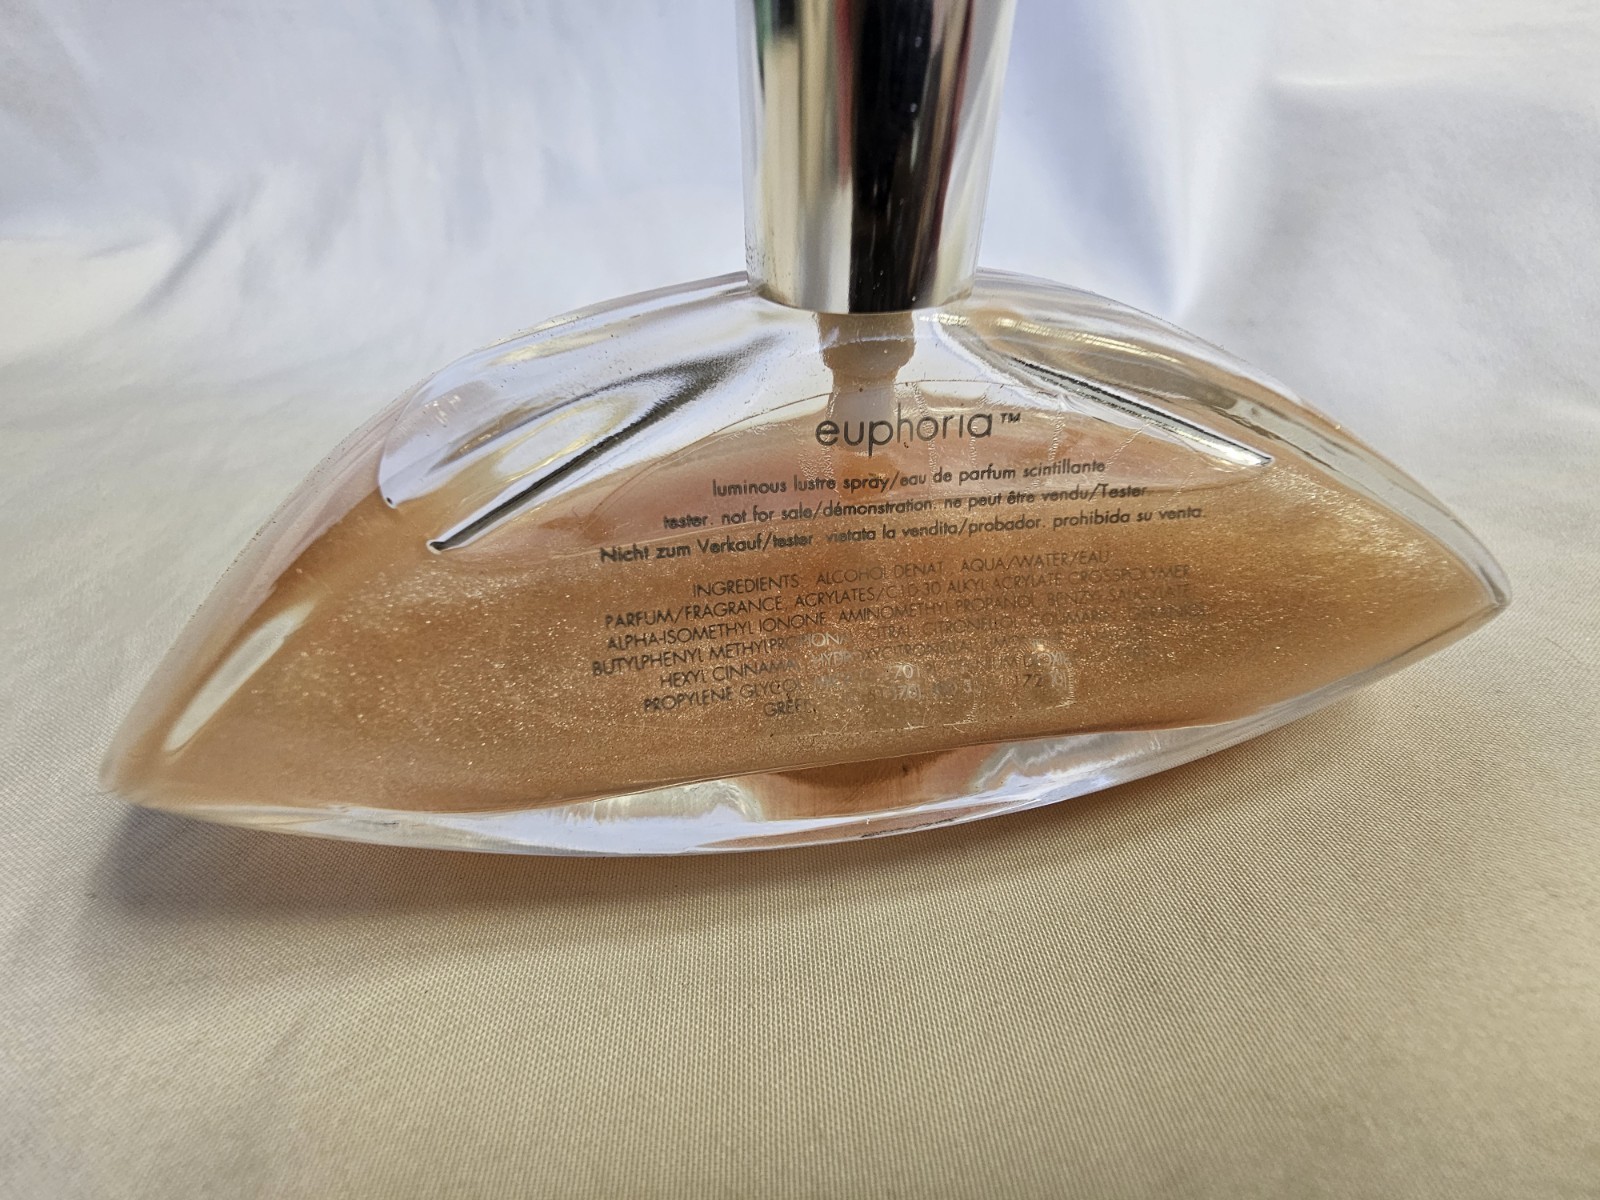 euphoria™
luminous lustre spray/eau de parfum scintillante
tester. not for sale/démonstration. ne peut être vendu/Tester.
Nicht zum Verkauf/tester. vietata la vendita/probador. prohibida su venta.
INGREDIENTS: ALCOHOL DENAT., AQUA/WATER/EAU,
PARFUM/FRAGRANCE, ACRYLATES/C10-30 ALKYL ACRYLATE CROSSPOLYMER,
ALPHA-ISOMETHYL IONONE, AMINOMETHYL PROPANOL, BENZYL SALICYLATE,
BUTYLPHENYL METHYLPROPIONAL, CITRAL, CITRONELLOL, COUMARIN,
HEXYL CINNAMAL, HYDROXYCITRONELLAL,
PROPYLENE GLYCOL